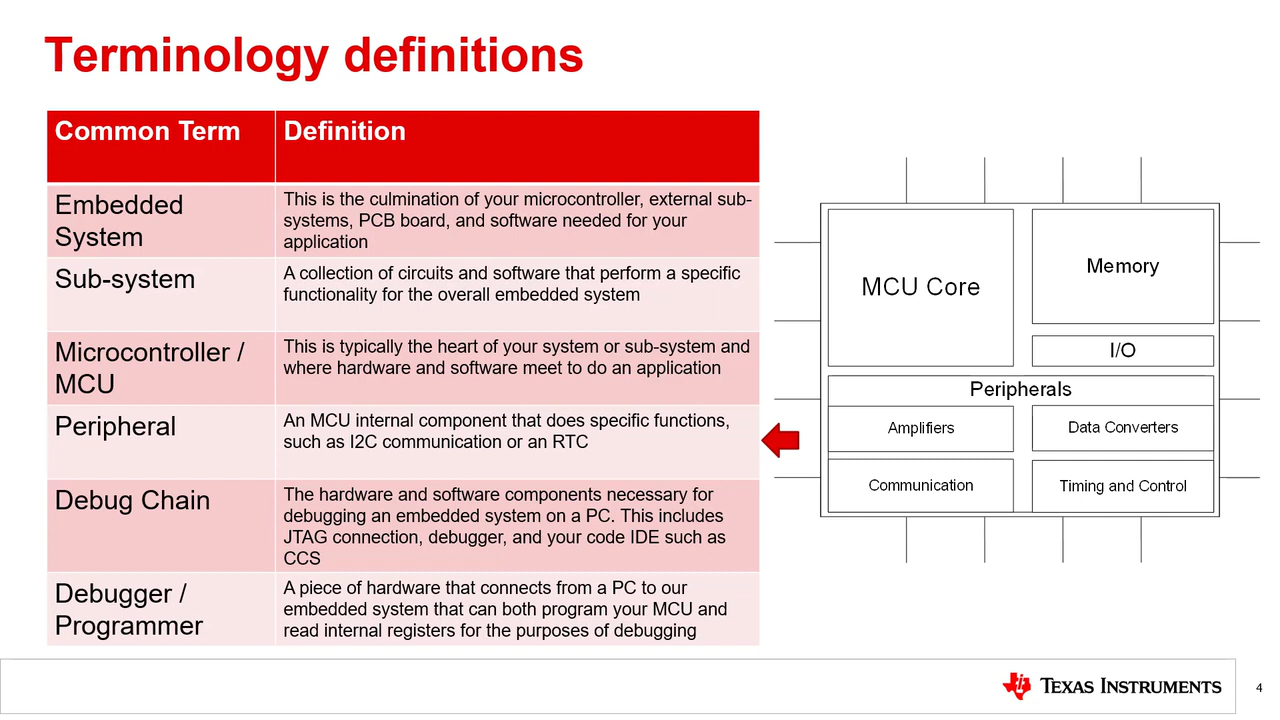 Terminology definitions
Common Term
Definition
Embedded
System
This is the culmination of your microcontroller, external sub-
systems, PCB board, and software needed for your
application
Sub-system
A collection of circuits and software that perform a specific
functionality for the overall embedded system
Microcontroller /
MCU
This is typically the heart of your system or sub-system and
where hardware and software meet to do an application
Peripheral
An MCU internal component that does specific functions,
such as I2C communication or an RTC
Debug Chain
The hardware and software components necessary for
debugging an embedded system on a PC. This includes
JTAG connection, debugger, and your code IDE such as
CCS
Debugger /
Programmer
A piece of hardware that connects from a PC to our
embedded system that can both program your MCU and
read internal registers for the purposes of debugging
MCU Core
Memory
I/O
Peripherals
Amplifiers
Data Converters
Communication
Timing and Control
TEXAS INSTRUMENTS
4